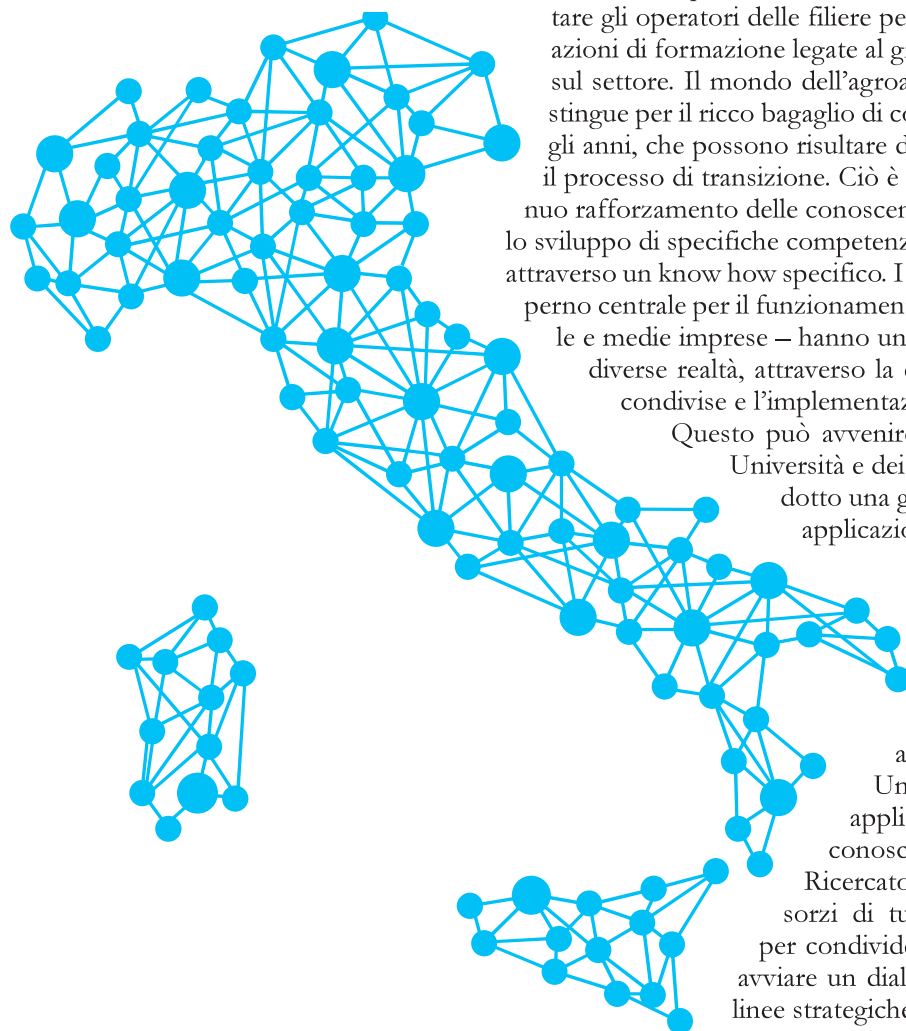 tare gli operatori delle filiere pe
azioni di formazione legate al g
sul settore. Il mondo dell’agroa
stingue per il ricco bagaglio di c
gli anni, che possono risultare d
il processo di transizione. Ciò è
nuo rafforzamento delle conoscen
lo sviluppo di specifiche competenz
attraverso un know how specifico. I
perno centrale per il funzionamen
le e medie imprese – hanno un
diverse realtà, attraverso la
condivise e l’implementaz
Questo può avvenire
Università e dei
dotto una g
applicazio
a
Un
appli
conosc
Ricercato
sorzi di tu
per condivide
avviare un dial
linee strategiche